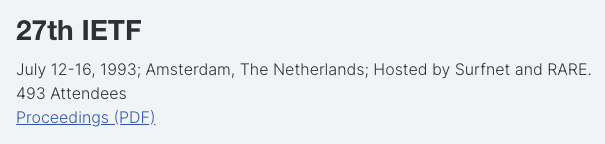 27th IETF
July 12-16, 1993; Amsterdam, The Netherlands; Hosted by Surfnet and RARE.
493 Attendees
Proceedings (PDF)